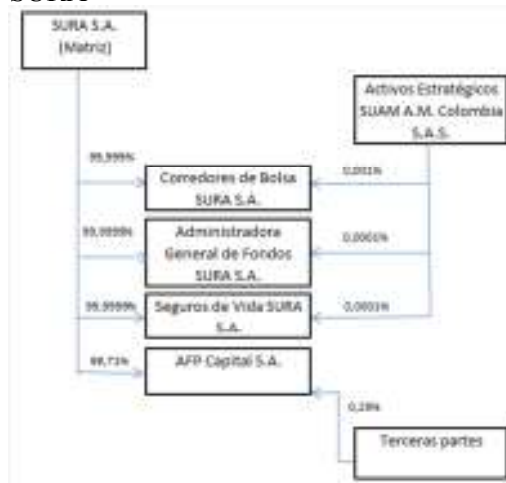 SURA
SURA S.A.
(Matriz)
Activos Estratégicos
SUAM A.M. Colombia
S.A.S.
99,999%
Corredores de Bolsa
SURA S.A.
0,001%
99,9999%
Administradora
General de Fondos
SURA S.A.
0,0001%
99,9999%
Seguros de Vida SURA
S.A.
0,0001%
99,71%
AFP Capital S.A.
0,29%
Terceras partes